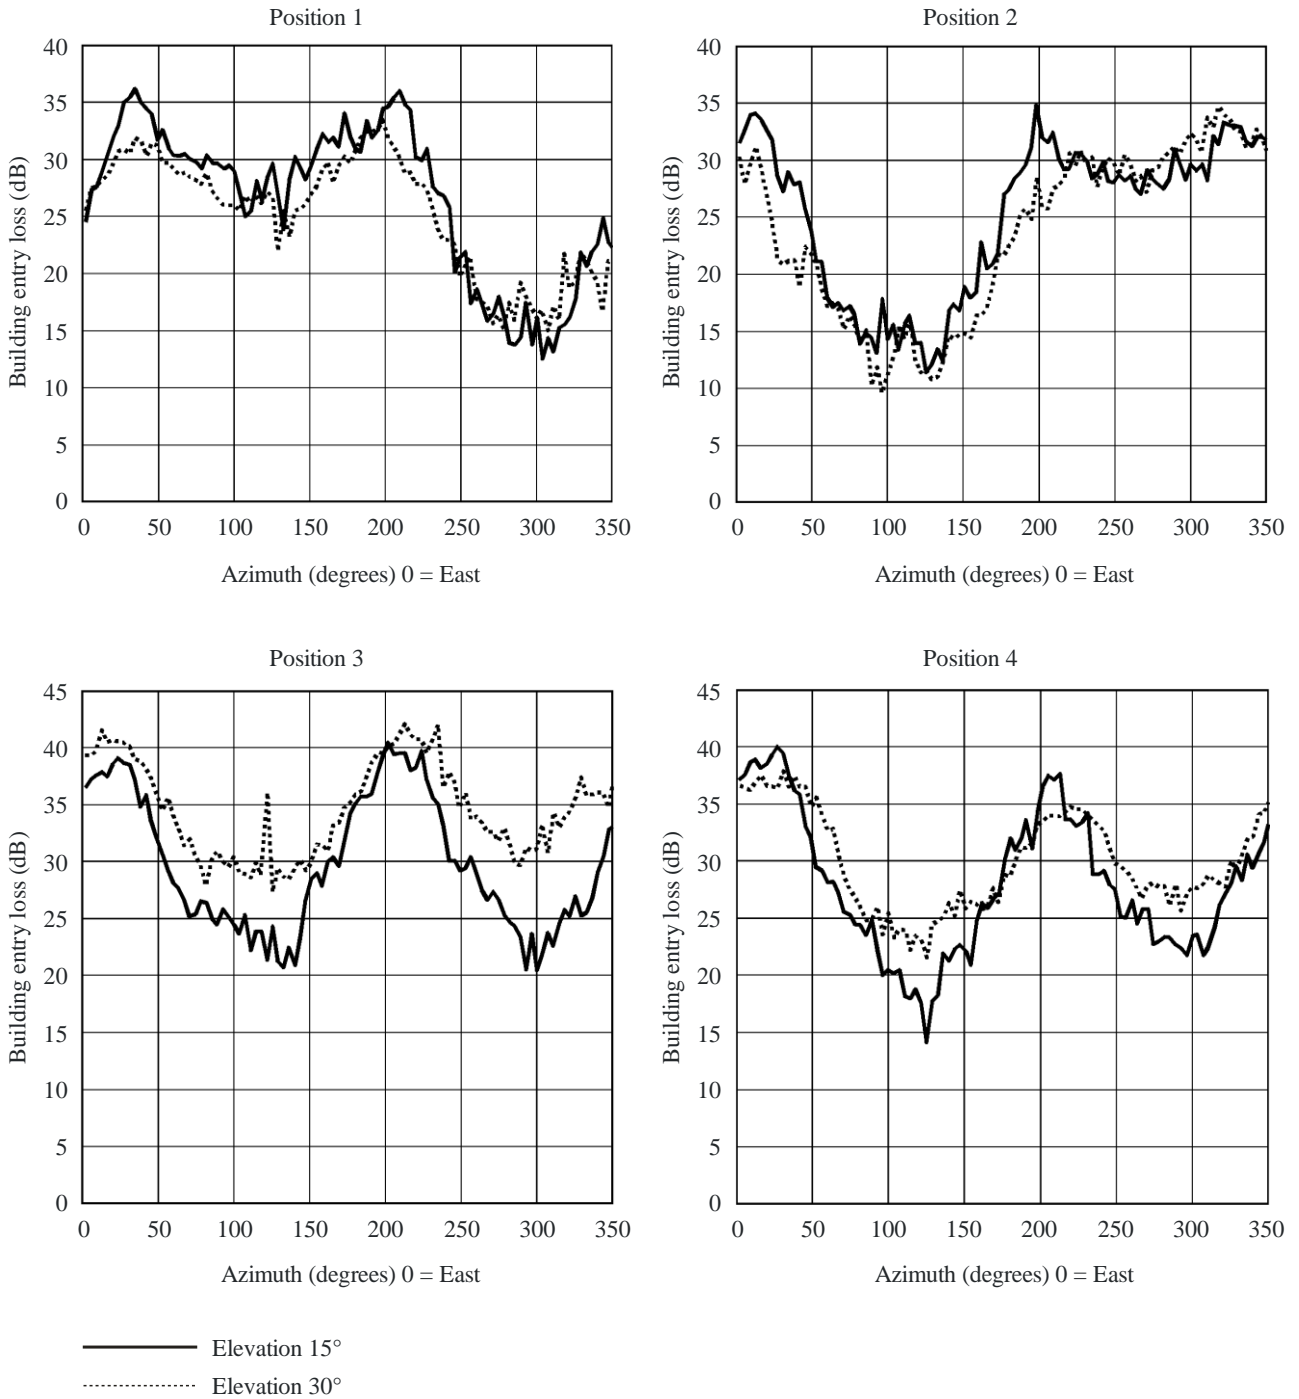 Position 1
40
35
30
25
20
15
10
5
0
Building entry loss (dB)
0 50 100 150 200 250 300 350
Azimuth (degrees) 0 = East
Position 2
40
35
30
25
20
15
10
5
0
Building entry loss (dB)
0 50 100 150 200 250 300 350
Azimuth (degrees) 0 = East
Position 3
45
40
35
30
25
20
15
10
5
0
Building entry loss (dB)
0 50 100 150 200 250 300 350
Azimuth (degrees) 0 = East
Position 4
45
40
35
30
25
20
15
10
5
0
Building entry loss (dB)
0 50 100 150 200 250 300 350
Azimuth (degrees) 0 = East
Elevation 15°
Elevation 30°